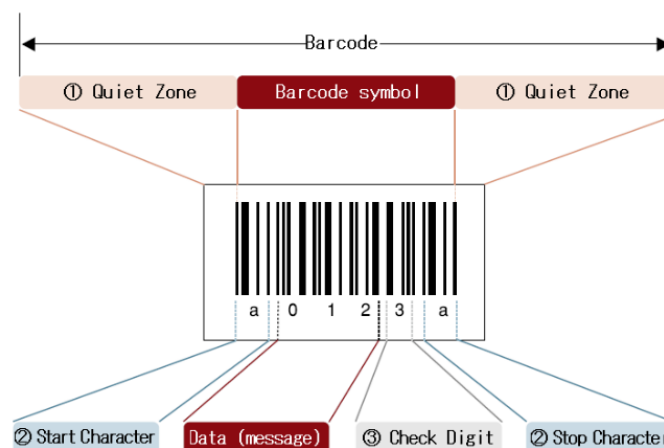 Barcode
① Quiet Zone Barcode symbol ① Quiet Zone
a 0 1 2 3 a
② Start Character Data (message) ③ Check Digit ② Stop Characte